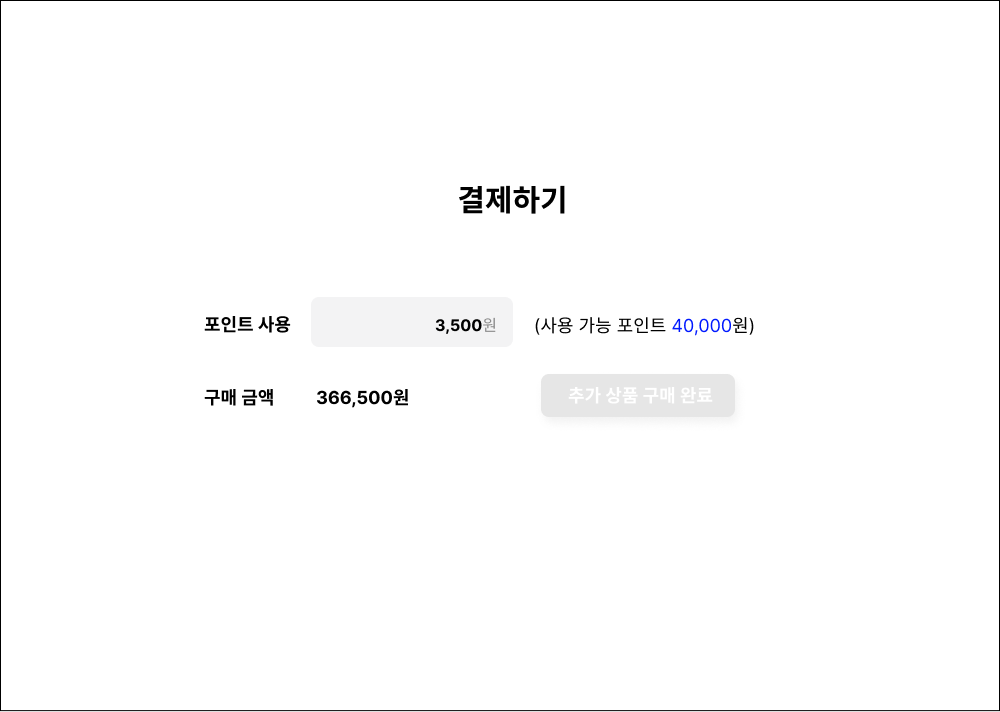 결제하기
포인트 사용 3,500원 (사용 가능 포인트 40,000원)
구매 금액 366,500원 추가 상품 구매 완료